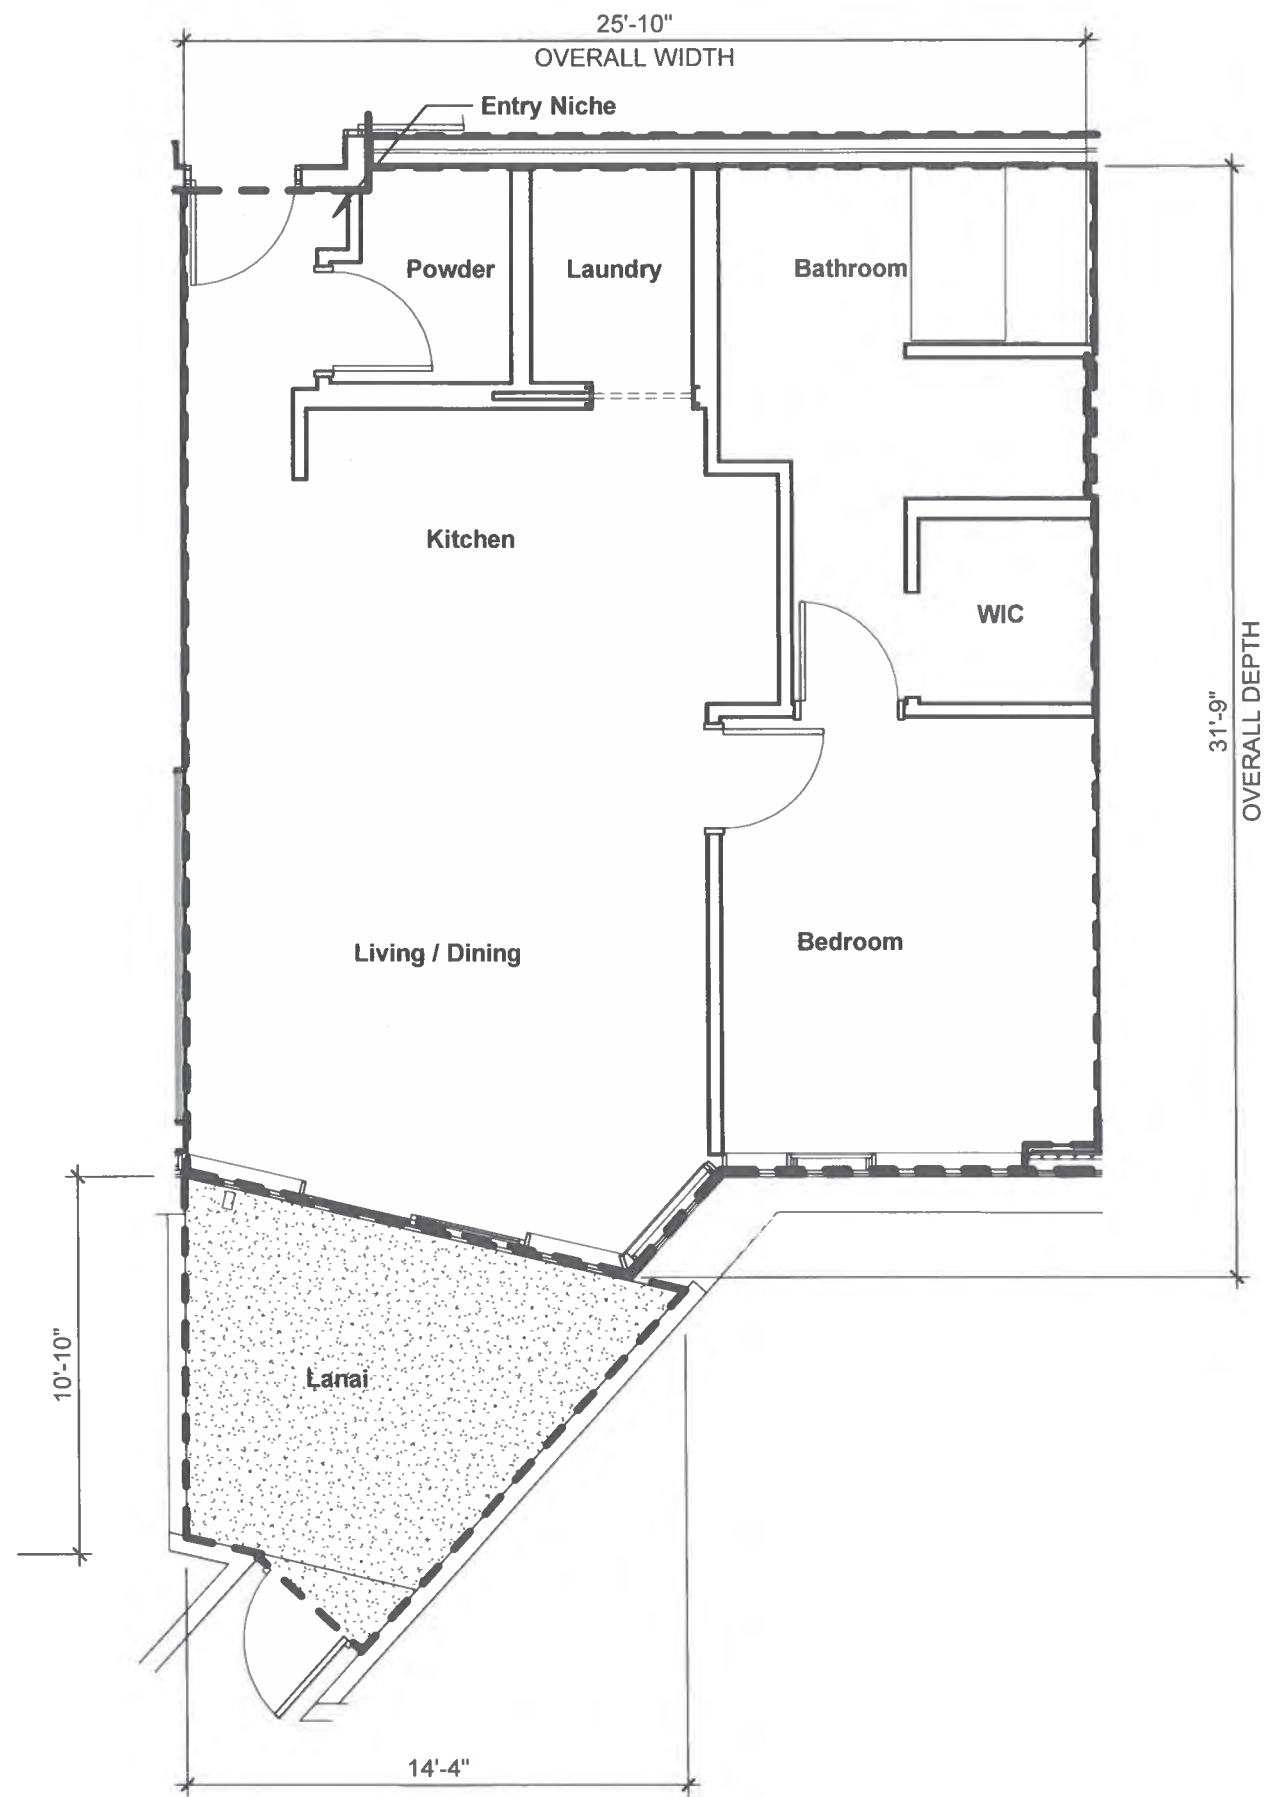 25'-10"
OVERALL WIDTH
Entry Niche
Powder
Laundry
Bathroom
Kitchen
WIC
31'-9"
OVERALL DEPTH
Bedroom
Living / Dining
10'-10"
Lanai
14'-4"